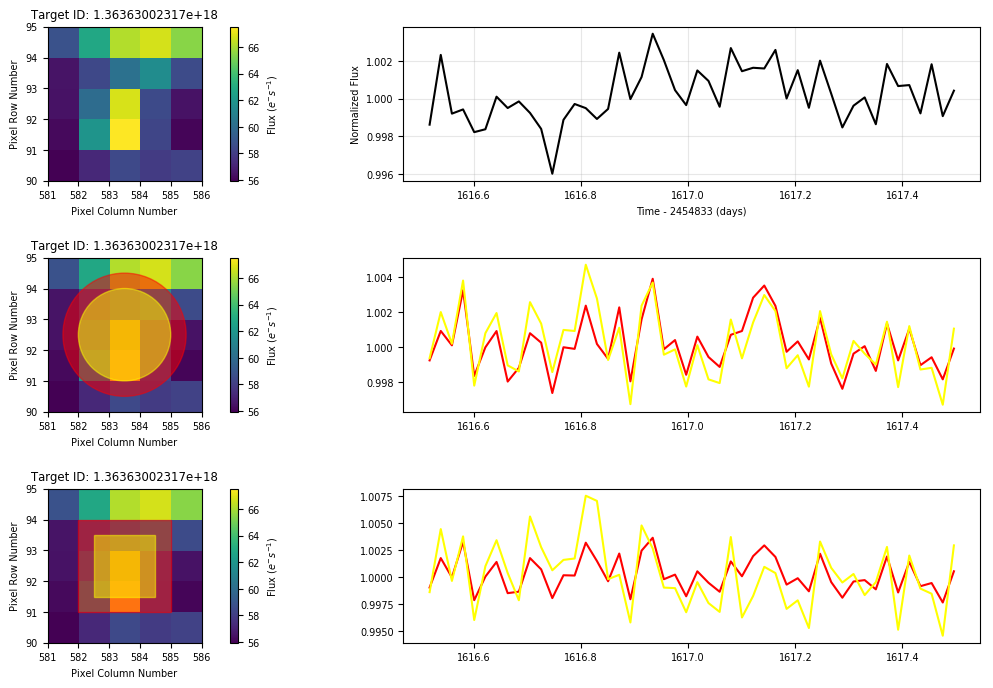 Target ID: 1.36363002317e+18
95
94
93
92
91
90
Pixel Row Number
581 582 583 584 585 586
Pixel Column Number
66
64
62
60
58
56
Flux (e⁻s⁻¹)
1.002
1.000
0.998
0.996
Normalized Flux
1616.6 1616.8 1617.0 1617.2 1617.4
Time - 2454833 (days)
Target ID: 1.36363002317e+18
95
94
93
92
91
90
Pixel Row Number
581 582 583 584 585 586
Pixel Column Number
66
64
62
60
58
56
Flux (e⁻s⁻¹)
1.004
1.002
1.000
0.998
1616.6 1616.8 1617.0 1617.2 1617.4
Target ID: 1.36363002317e+18
95
94
93
92
91
90
Pixel Row Number
581 582 583 584 585 586
Pixel Column Number
66
64
62
60
58
56
Flux (e⁻s⁻¹)
1.0075
1.0050
1.0025
1.0000
0.9975
0.9950
1616.6 1616.8 1617.0 1617.2 1617.4